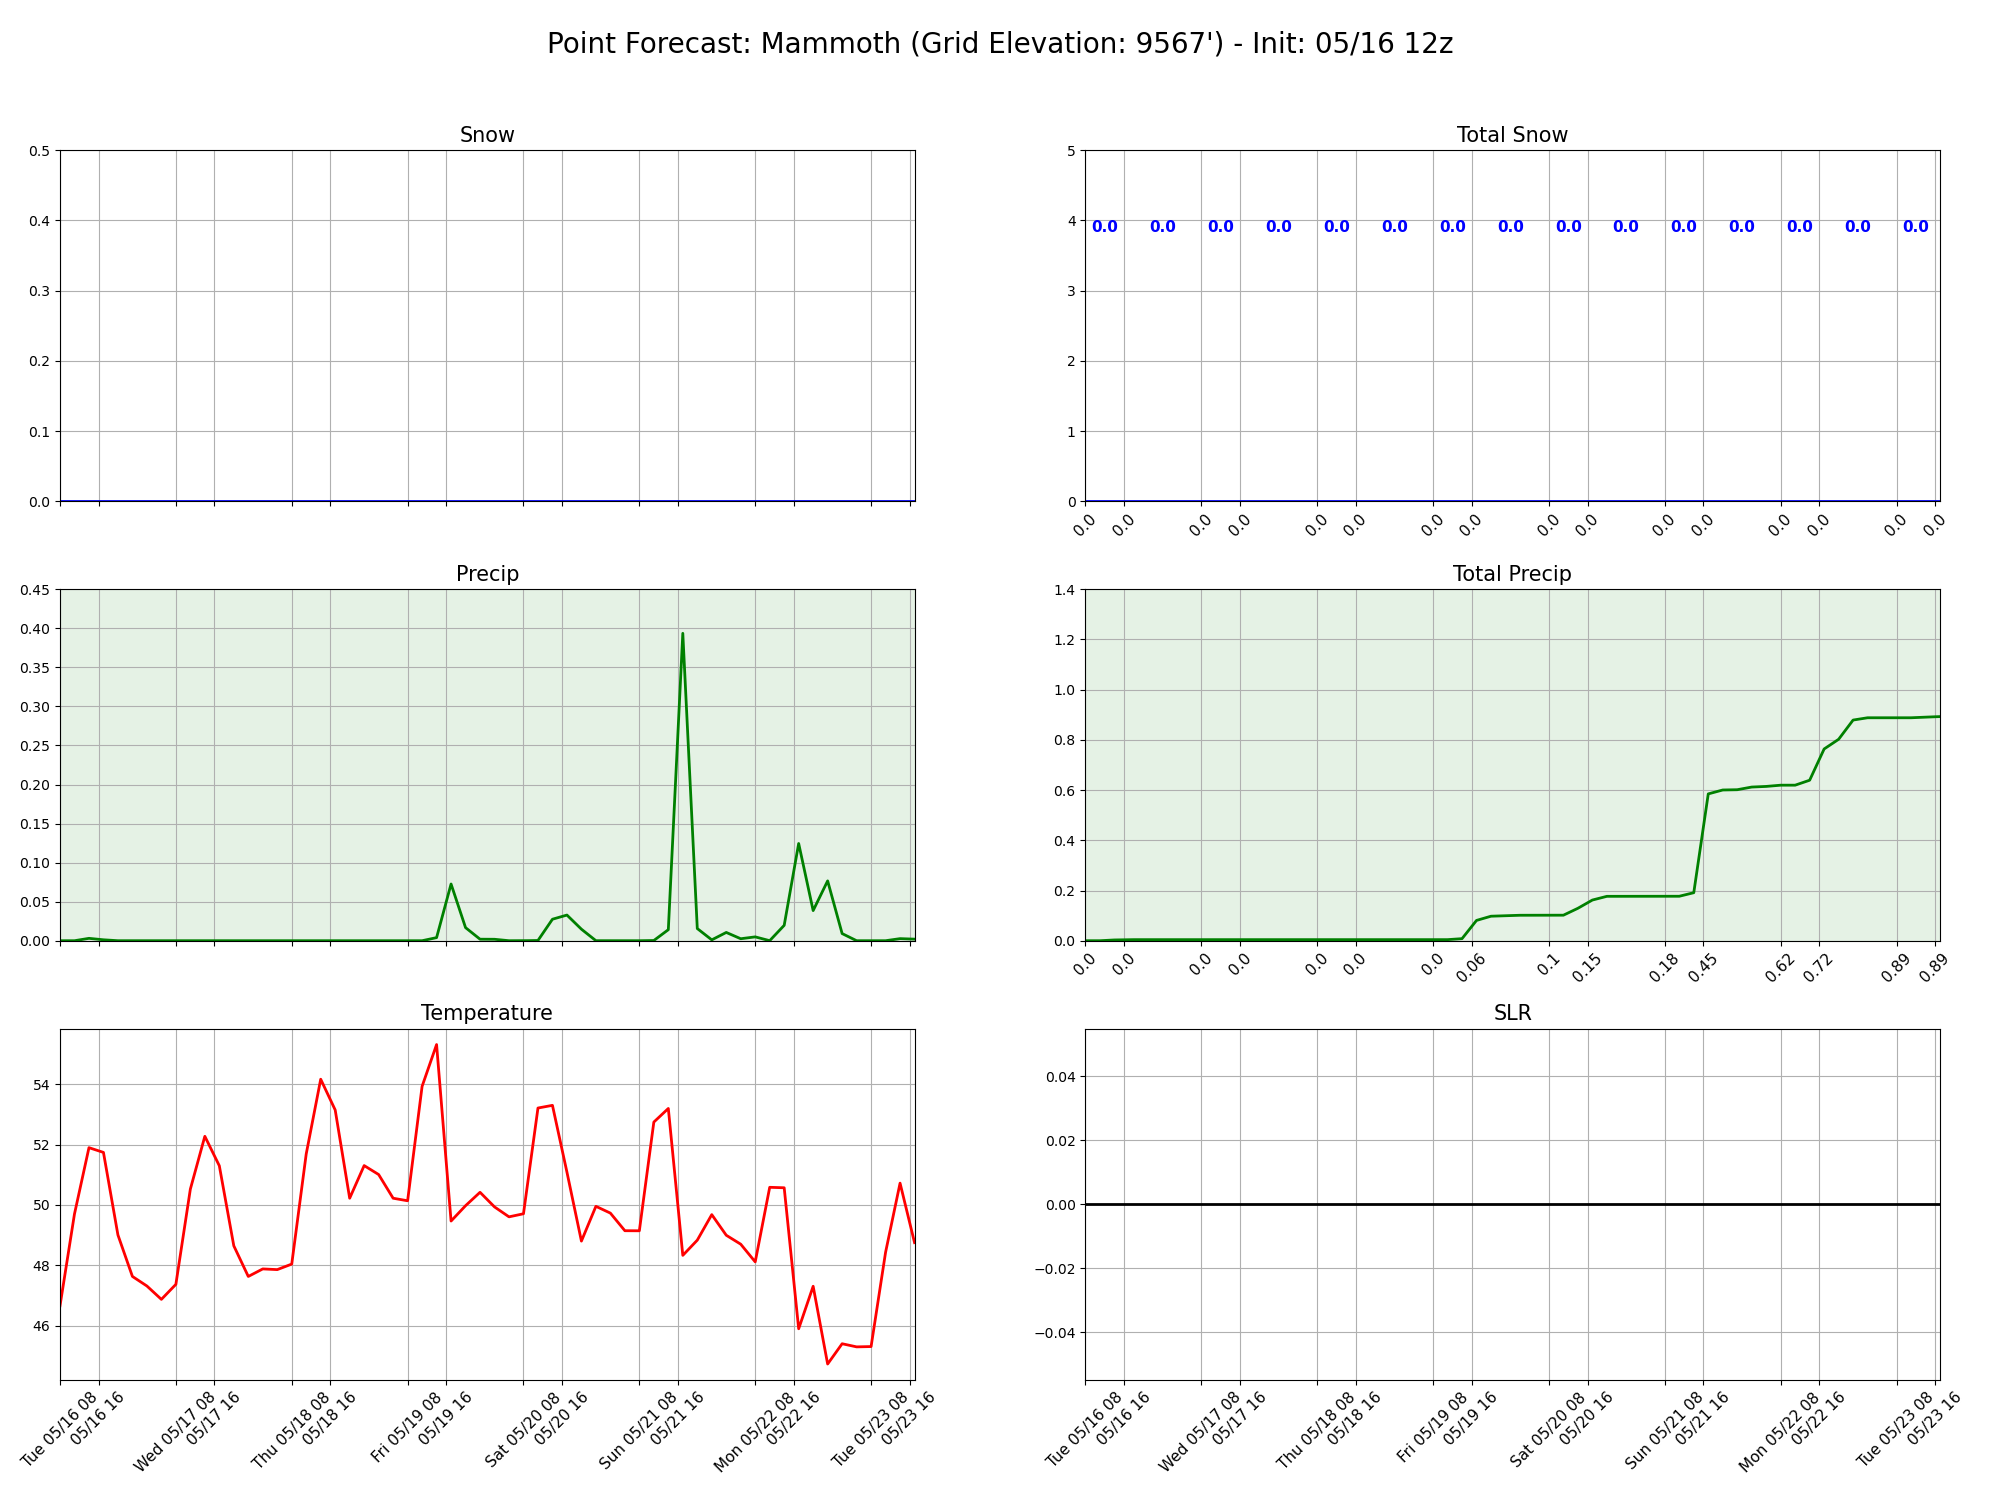 Point Forecast: Mammoth (Grid Elevation: 9567') - Init: 05/16 12z
Snow
0.5
0.4
0.3
0.2
0.1
0.0
Total Snow
5
4
3
2
1
0
0.0 0.0 0.0 0.0 0.0 0.0 0.0 0.0 0.0 0.0 0.0 0.0 0.0 0.0 0.0
0.0 0.0 0.0 0.0 0.0 0.0 0.0 0.0 0.0 0.0 0.0 0.0 0.0 0.0 0.0 0.0
Precip
0.45
0.40
0.35
0.30
0.25
0.20
0.15
0.10
0.05
0.00
Total Precip
1.4
1.2
1.0
0.8
0.6
0.4
0.2
0.0
0.0 0.0 0.0 0.0 0.0 0.0 0.0 0.06 0.1 0.15 0.18 0.45 0.62 0.72 0.89 0.89
Temperature
54
52
50
48
46
Tue 05/16 08
05/16 16
Wed 05/17 08
05/17 16
Thu 05/18 08
05/18 16
Fri 05/19 08
05/19 16
Sat 05/20 08
05/20 16
Sun 05/21 08
05/21 16
Mon 05/22 08
05/22 16
Tue 05/23 08
05/23 16
SLR
0.04
0.02
0.00
−0.02
−0.04
Tue 05/16 08
05/16 16
Wed 05/17 08
05/17 16
Thu 05/18 08
05/18 16
Fri 05/19 08
05/19 16
Sat 05/20 08
05/20 16
Sun 05/21 08
05/21 16
Mon 05/22 08
05/22 16
Tue 05/23 08
05/23 16